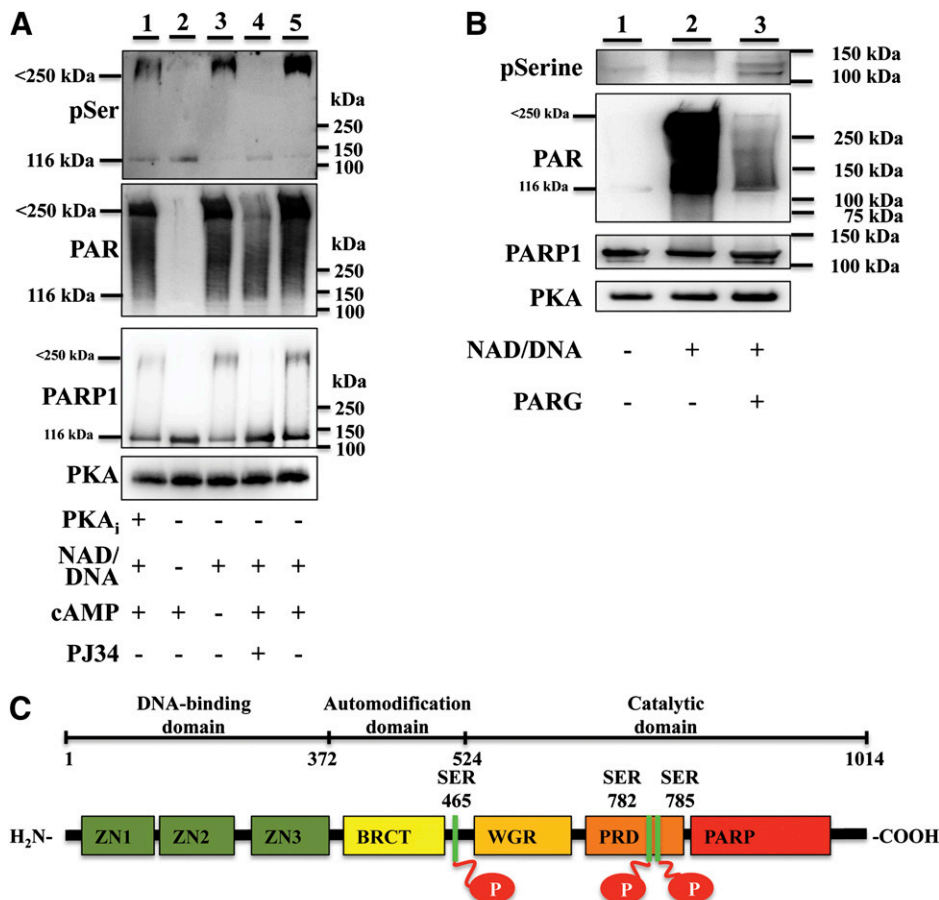 A
1 2 3 4 5
<250 kDa
pSer
116 kDa
kDa
250
150
100
<250 kDa
PAR
116 kDa
kDa
250
150
100
<250 kDa
PARP1
116 kDa
kDa
250
150
100
PKA
PKAi + - - - -
NAD/
DNA + - + + +
cAMP + + - + +
PJ34 - - - + -
B
1 2 3
pSerine
150 kDa
100 kDa
<250 kDa
PAR
116 kDa
250 kDa
150 kDa
100 kDa
75 kDa
PARP1
150 kDa
100 kDa
PKA
NAD/DNA - + +
PARG - - +
C
DNA-binding
domain
Automodification
domain
Catalytic
domain
1 372 524 1014
SER
465
SER
782
SER
785
H₂N- ZN1 ZN2 ZN3 BRCT WGR PRD PARP -COOH
P P P